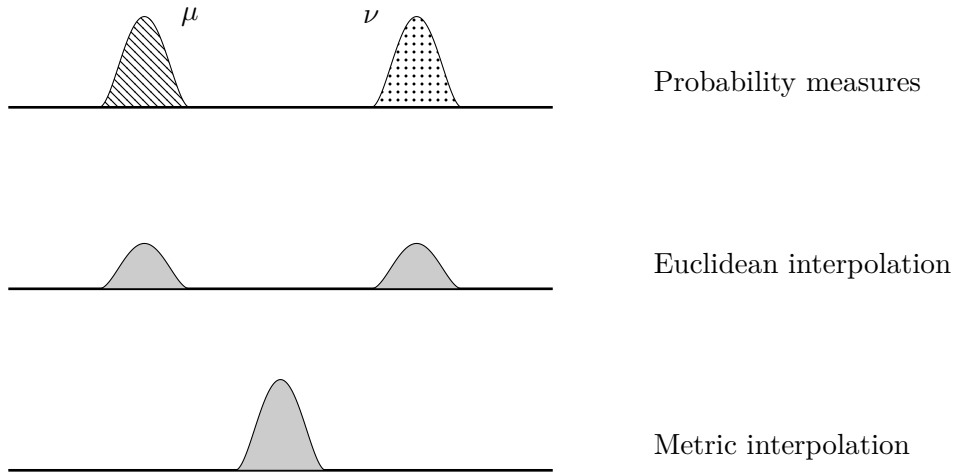 μ
ν
Probability measures
Euclidean interpolation
Metric interpolation